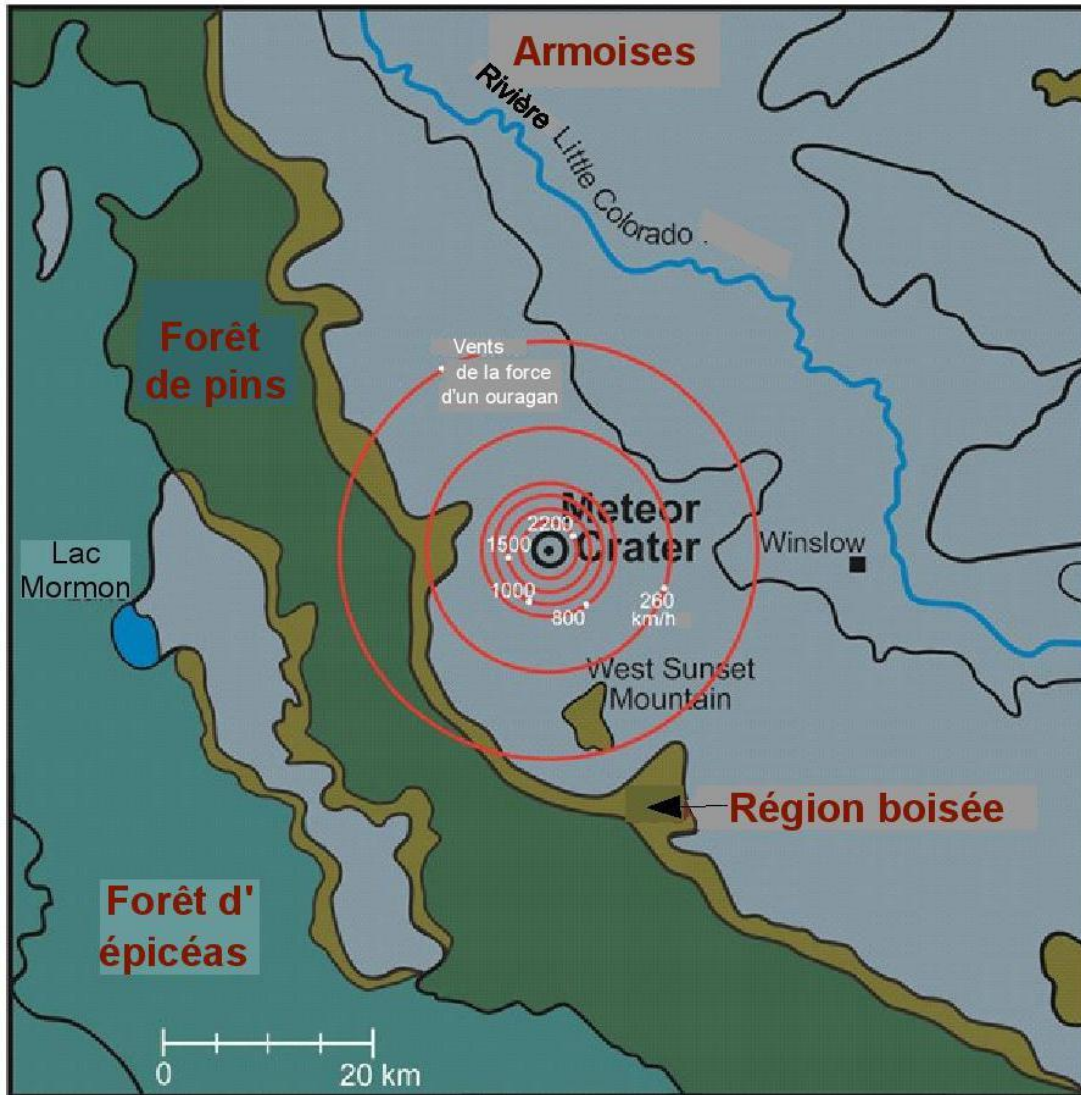 Armoises
Rivière Little Colorado
Forêt
de pins
Vents
de la force
d'un ouragan
Meteor
Crater
2200
1500
1000
800
260
km/h
Winslow
Lac
Mormon
West Sunset
Mountain
Région boisée
Forêt d'
épicéas
0 20 km